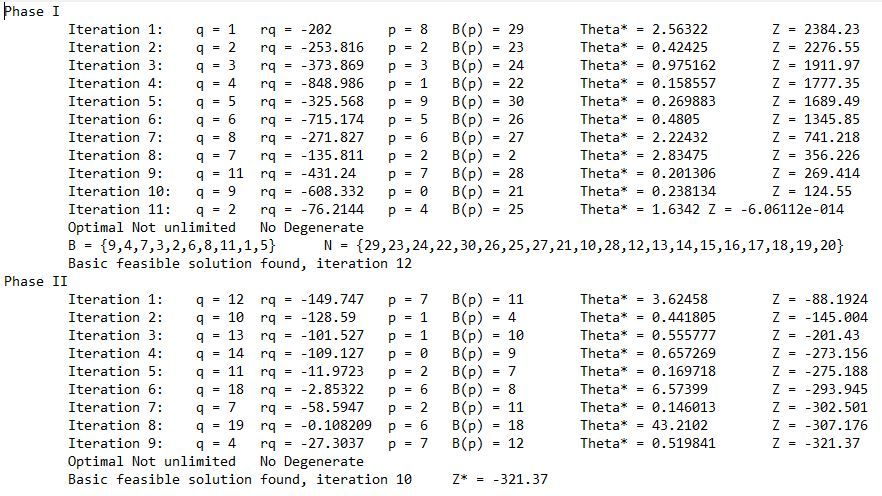 Phase I
Iteration 1: q = 1 rq = -202 p = 8 B(p) = 29 Theta* = 2.56322 Z = 2384.23
Iteration 2: q = 2 rq = -253.816 p = 2 B(p) = 23 Theta* = 0.42425 Z = 2276.55
Iteration 3: q = 3 rq = -373.869 p = 3 B(p) = 24 Theta* = 0.975162 Z = 1911.97
Iteration 4: q = 4 rq = -848.986 p = 1 B(p) = 22 Theta* = 0.158557 Z = 1777.35
Iteration 5: q = 5 rq = -325.568 p = 9 B(p) = 30 Theta* = 0.269883 Z = 1689.49
Iteration 6: q = 6 rq = -715.174 p = 5 B(p) = 26 Theta* = 0.4805 Z = 1345.85
Iteration 7: q = 8 rq = -271.827 p = 6 B(p) = 27 Theta* = 2.22432 Z = 741.218
Iteration 8: q = 7 rq = -135.811 p = 2 B(p) = 2 Theta* = 2.83475 Z = 356.226
Iteration 9: q = 11 rq = -431.24 p = 7 B(p) = 28 Theta* = 0.201306 Z = 269.414
Iteration 10: q = 9 rq = -608.332 p = 0 B(p) = 21 Theta* = 0.238134 Z = 124.55
Iteration 11: q = 2 rq = -76.2144 p = 4 B(p) = 25 Theta* = 1.6342 Z = -6.06112e-014
Optimal Not unlimited No Degenerate
B = {9,4,7,3,2,6,8,11,1,5} N = {29,23,24,22,30,26,25,27,21,10,28,12,13,14,15,16,17,18,19,20}
Basic feasible solution found, iteration 12
Phase II
Iteration 1: q = 12 rq = -149.747 p = 7 B(p) = 11 Theta* = 3.62458 Z = -88.1924
Iteration 2: q = 10 rq = -128.59 p = 1 B(p) = 4 Theta* = 0.441805 Z = -145.004
Iteration 3: q = 13 rq = -101.527 p = 1 B(p) = 10 Theta* = 0.555777 Z = -201.43
Iteration 4: q = 14 rq = -109.127 p = 0 B(p) = 9 Theta* = 0.657269 Z = -273.156
Iteration 5: q = 11 rq = -11.9723 p = 2 B(p) = 7 Theta* = 0.169718 Z = -275.188
Iteration 6: q = 18 rq = -2.85322 p = 6 B(p) = 8 Theta* = 6.57399 Z = -293.945
Iteration 7: q = 7 rq = -58.5947 p = 2 B(p) = 11 Theta* = 0.146013 Z = -302.501
Iteration 8: q = 19 rq = -0.108209 p = 6 B(p) = 18 Theta* = 43.2102 Z = -307.176
Iteration 9: q = 4 rq = -27.3037 p = 7 B(p) = 12 Theta* = 0.519841 Z = -321.37
Optimal Not unlimited No Degenerate
Basic feasible solution found, iteration 10 Z* = -321.37